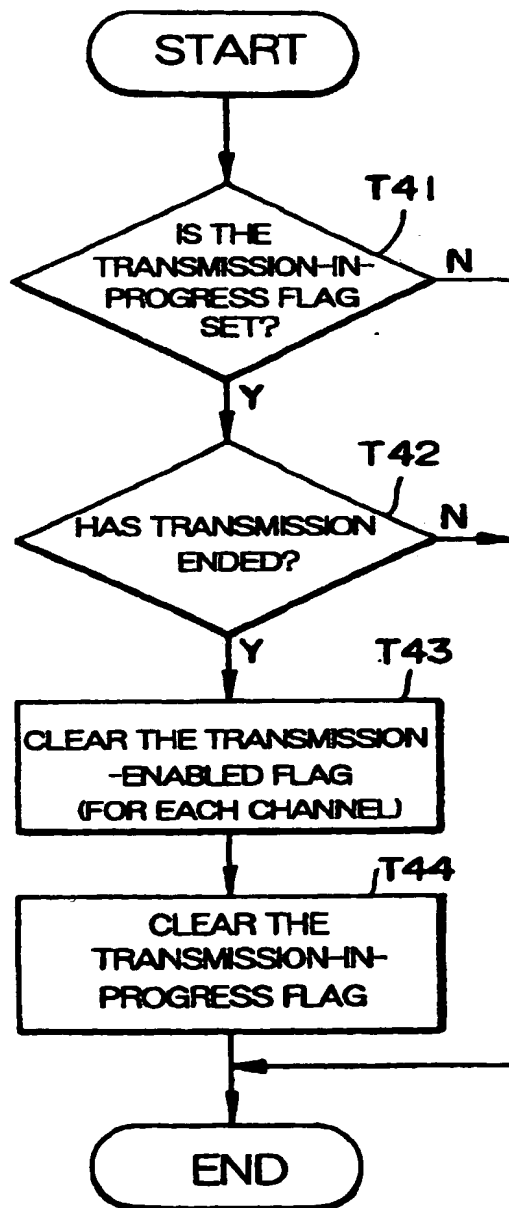 START
T41
IS THE
TRANSMISSION-IN-
PROGRESS FLAG
SET?
N
Y
T42
HAS TRANSMISSION
ENDED?
N
Y
T43
CLEAR THE TRANSMISSION
-ENABLED FLAG
(FOR EACH CHANNEL)
T44
CLEAR THE
TRANSMISSION-IN-
PROGRESS FLAG
END